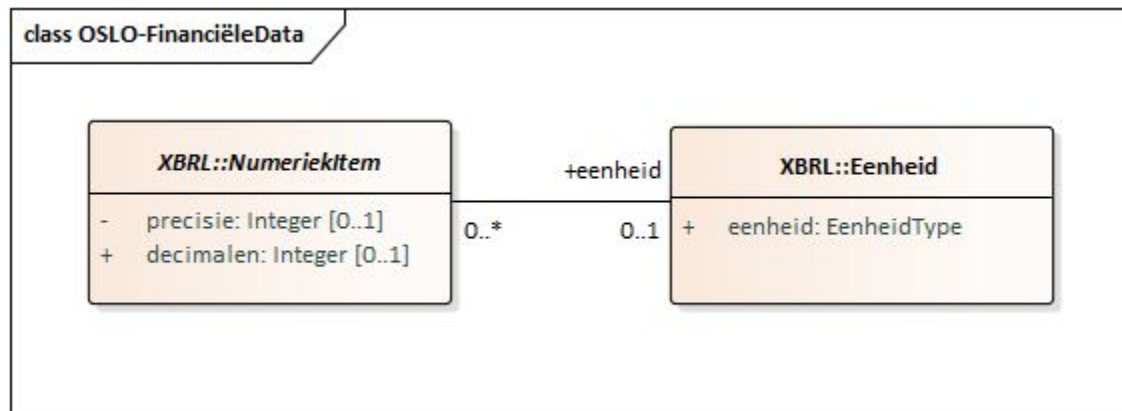 class OSLO-FinanciëleData
XBRL::NumeriekItem
- precisie: Integer [0..1]
+ decimalen: Integer [0..1]
+eenheid
0..*
0..1
XBRL::Eenheid
+ eenheid: EenheidType